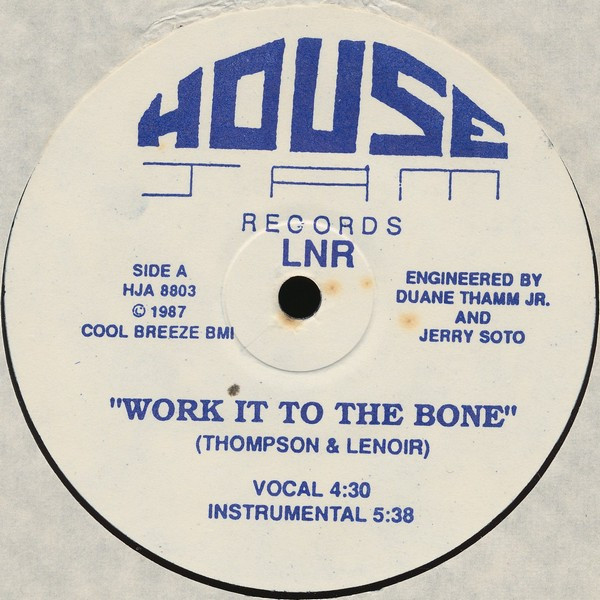 HOUSE
JAM
RECORDS
LNR
SIDE A
HJA 8803
© 1987
COOL BREEZE BMI
ENGINEERED BY
DUANE THAMM JR.
AND
JERRY SOTO
"WORK IT TO THE BONE"
(THOMPSON & LENOIR)
VOCAL 4:30
INSTRUMENTAL 5:38